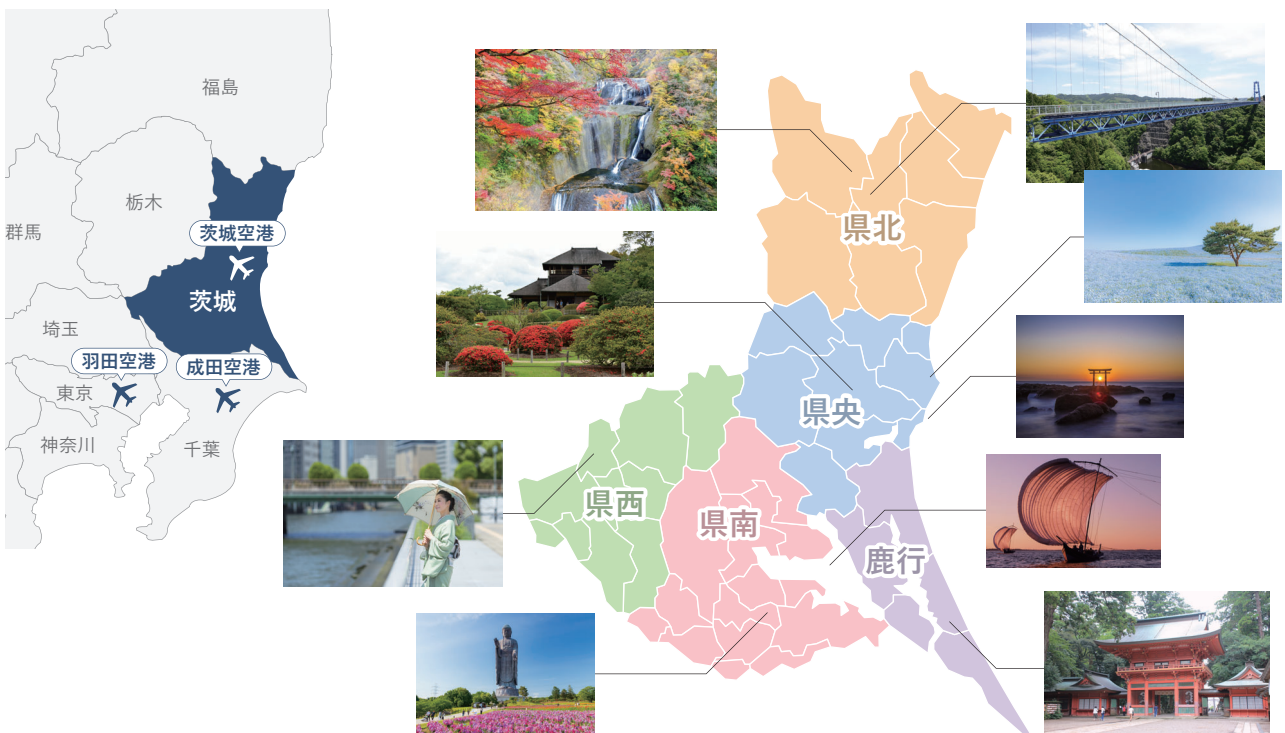 福島
栃木
群馬
茨城空港
茨城
埼玉
羽田空港
成田空港
東京
神奈川
千葉
県北
県央
県西
県南
鹿行